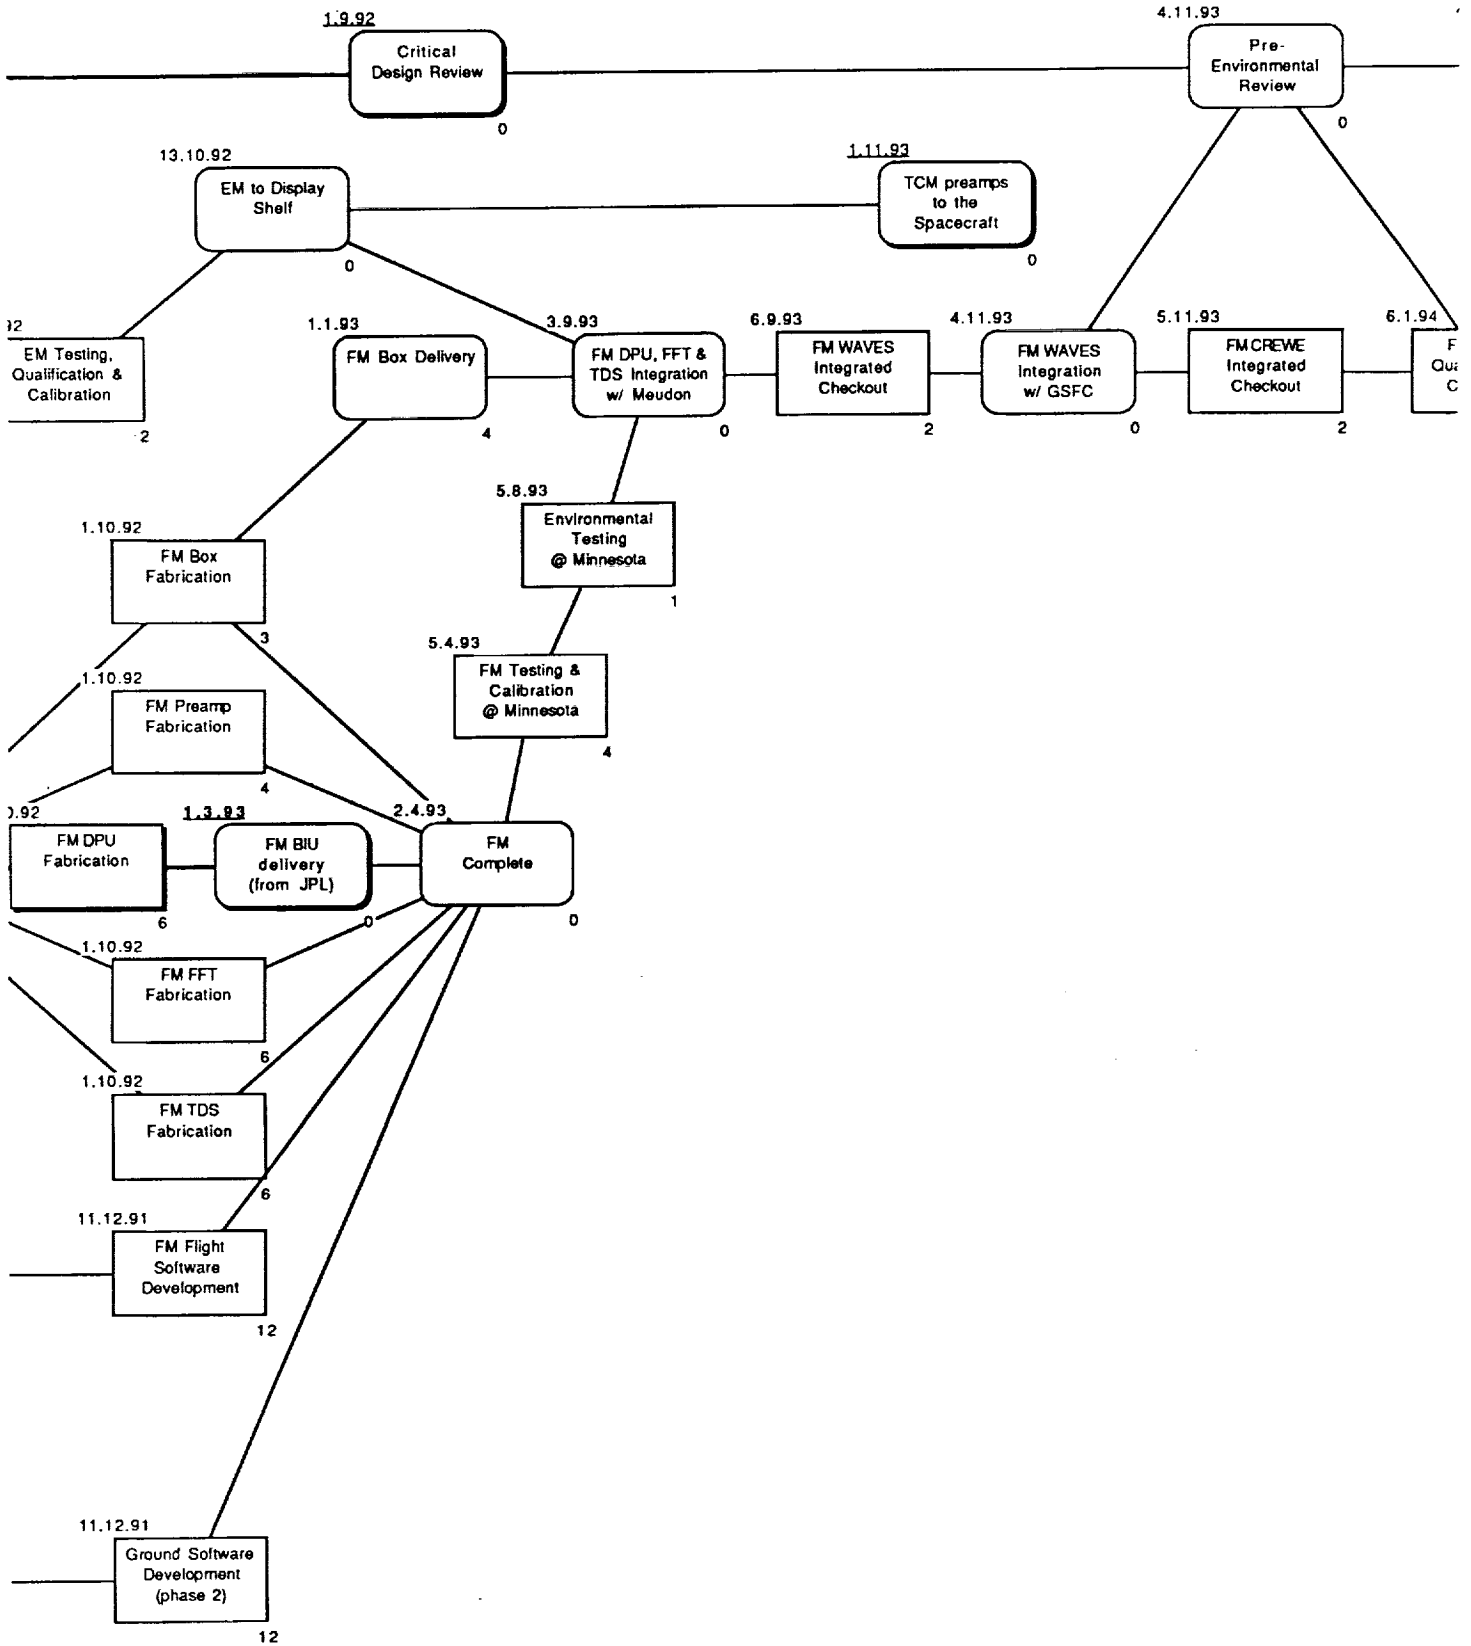 1.9.92
Critical
Design Review
0
4.11.93
Pre-
Environmental
Review
0
13.10.92
EM to Display
Shelf
0
1.11.93
TCM preamps
to the
Spacecraft
0
92
EM Testing,
Qualification &
Calibration
2
1.1.93
FM Box Delivery
4
3.9.93
FM DPU, FFT &
TDS Integration
w/ Meudon
0
6.9.93
FM WAVES
Integrated
Checkout
2
4.11.93
FM WAVES
Integration
w/ GSFC
0
5.11.93
FM CREWE
Integrated
Checkout
2
6.1.94
F
Qua
C
5.8.93
Environmental
Testing
@ Minnesota
1
1.10.92
FM Box
Fabrication
3
5.4.93
FM Testing &
Calibration
@ Minnesota
4
1.10.92
FM Preamp
Fabrication
4
0.92
FM DPU
Fabrication
6
1.3.93
FM BIU
delivery
(from JPL)
0
2.4.93
FM
Complete
0
1.10.92
FM FFT
Fabrication
6
1.10.92
FM TDS
Fabrication
6
11.12.91
FM Flight
Software
Development
12
11.12.91
Ground Software
Development
(phase 2)
12